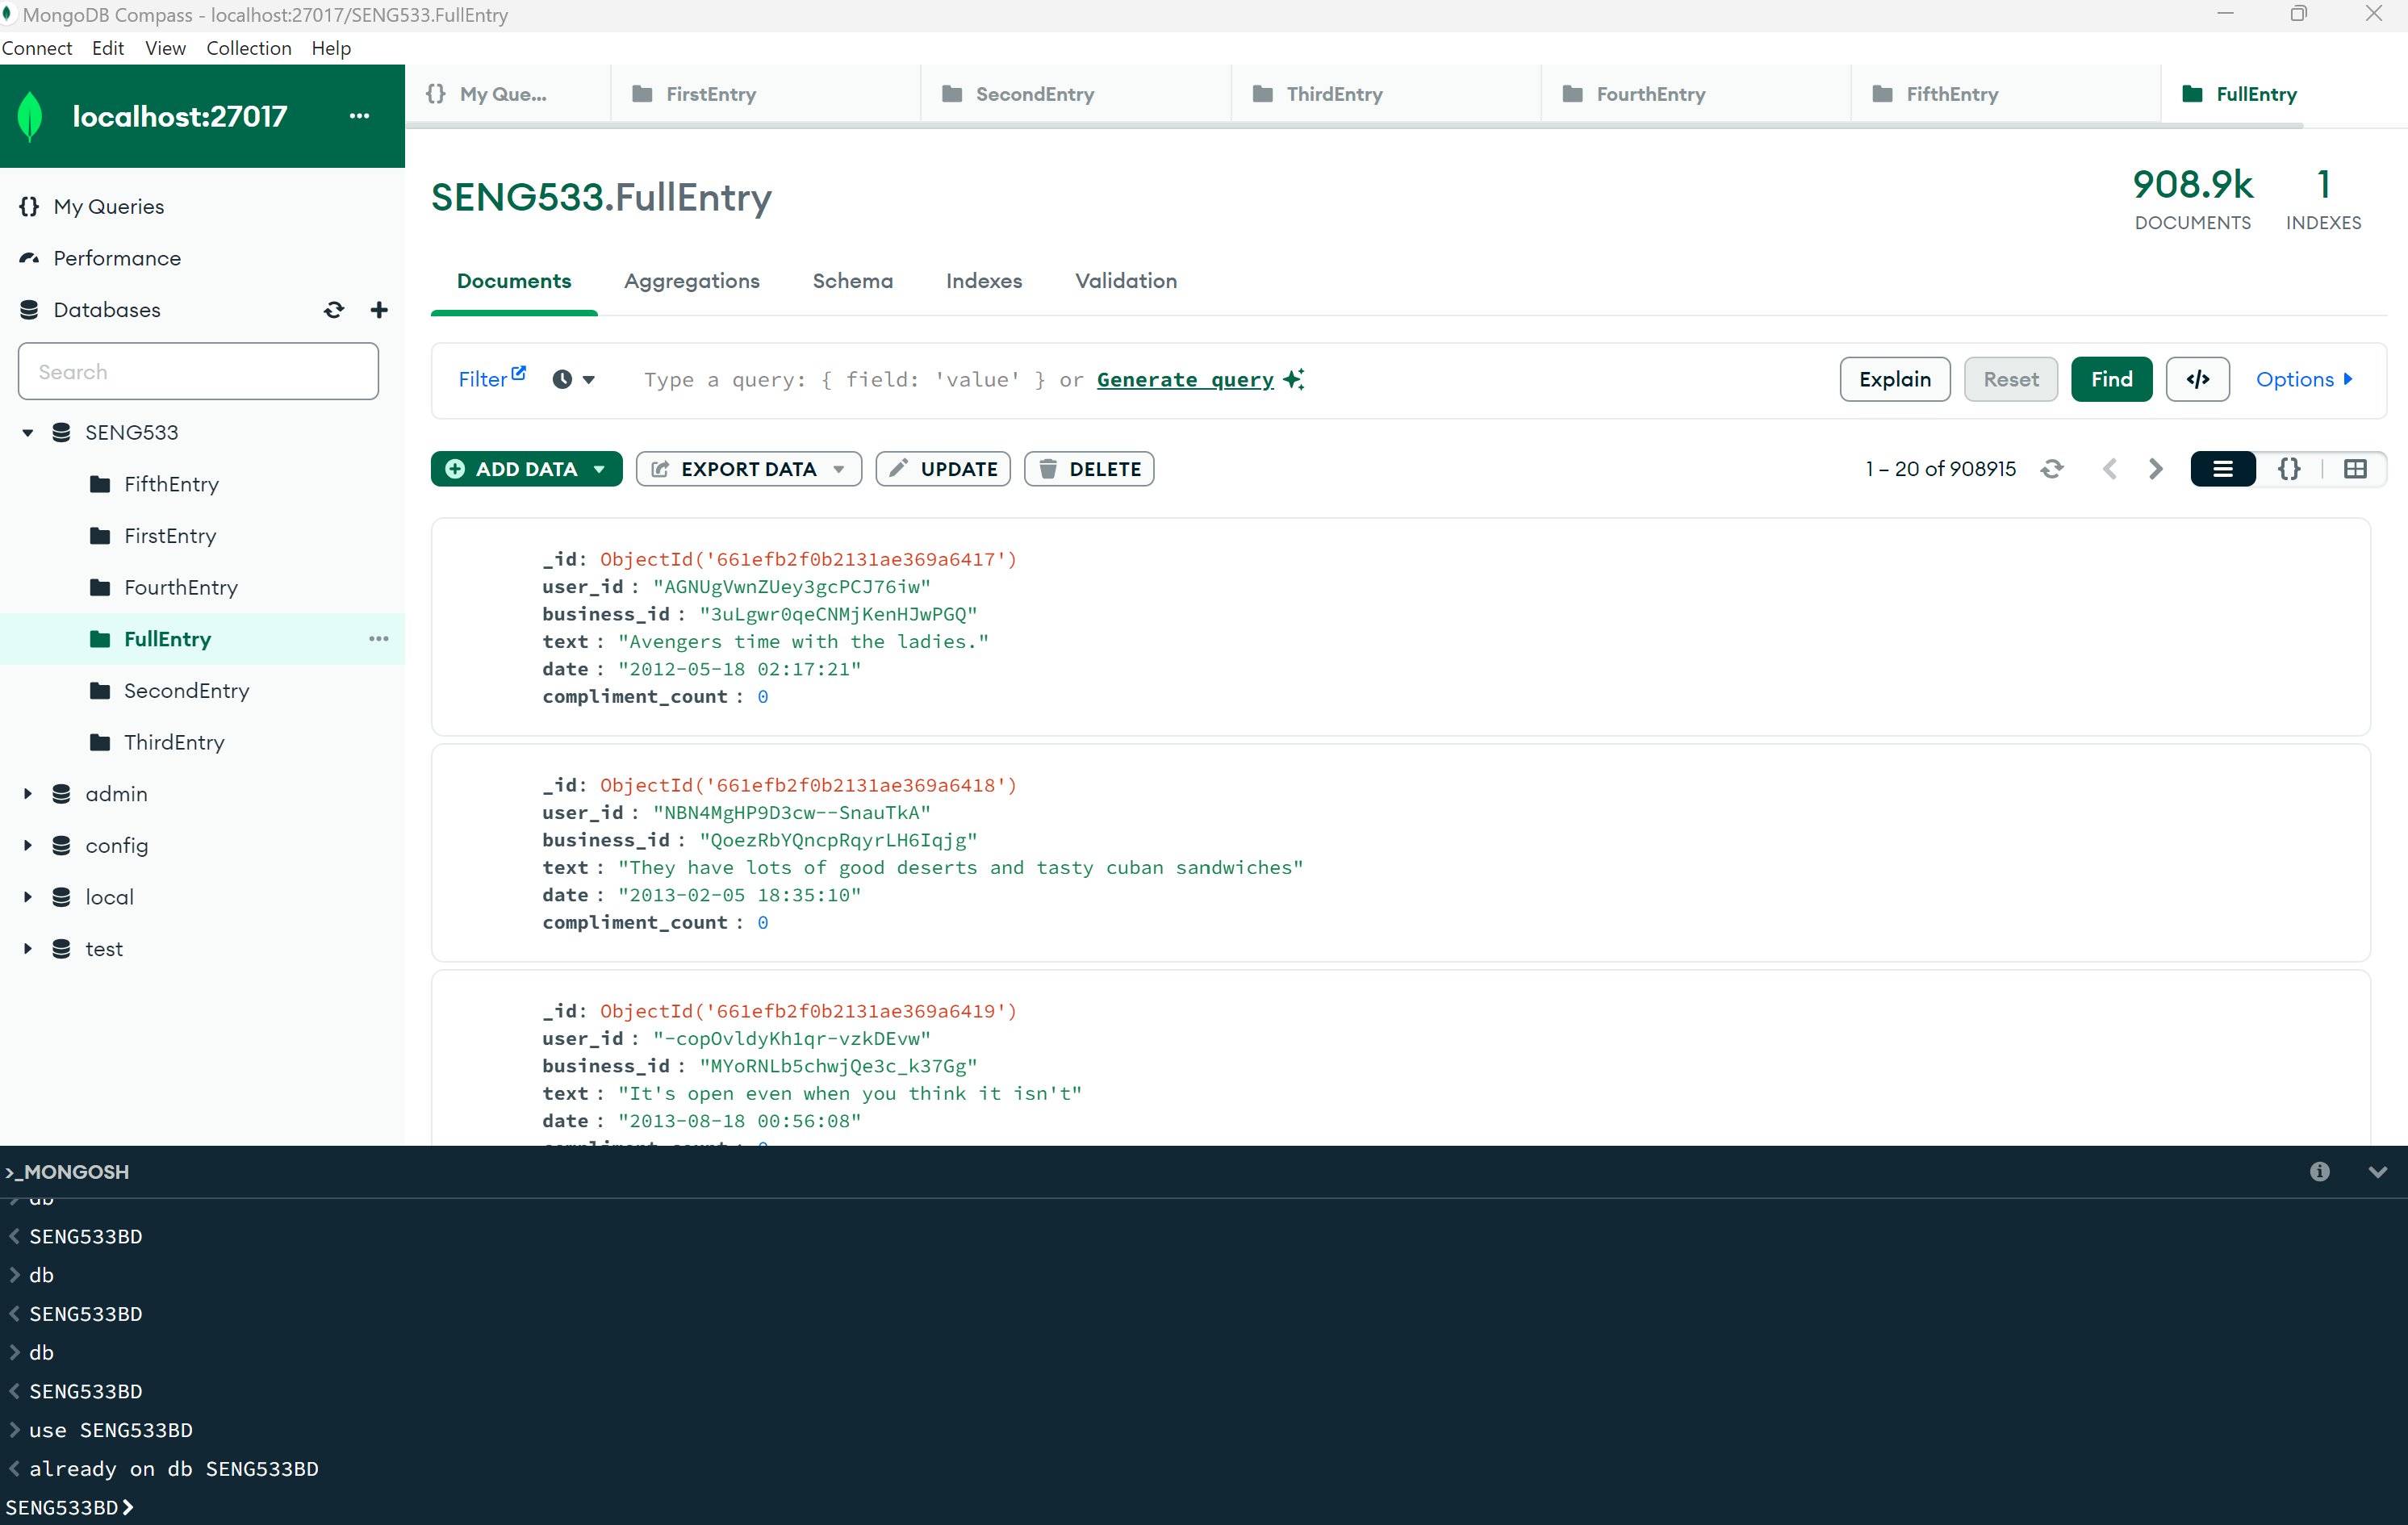 MongoDB Compass - localhost:27017/SENG533.FullEntry
Connect Edit View Collection Help
localhost:27017 ...
{} My Que...
FirstEntry
SecondEntry
ThirdEntry
FourthEntry
FifthEntry
FullEntry
{} My Queries
Performance
Databases
Search
SENG533
FifthEntry
FirstEntry
FourthEntry
FullEntry
SecondEntry
ThirdEntry
admin
config
local
test
SENG533.FullEntry
908.9k
DOCUMENTS
1
INDEXES
Documents Aggregations Schema Indexes Validation
Filter Type a query: { field: 'value' } or Generate query Explain Reset Find </> Options
ADD DATA EXPORT DATA UPDATE DELETE 1 – 20 of 908915 {}
_id: ObjectId('661efb2f0b2131ae369a6417')
user_id : "AGNUgVwnZUey3gcPCJ76iw"
business_id : "3uLgwr0qeCNMjKenHJwPGQ"
text : "Avengers time with the ladies."
date : "2012-05-18 02:17:21"
compliment_count : 0
_id: ObjectId('661efb2f0b2131ae369a6418')
user_id : "NBN4MgHP9D3cw--SnauTkA"
business_id : "QoezRbYQncpRqyrLH6Iqjg"
text : "They have lots of good deserts and tasty cuban sandwiches"
date : "2013-02-05 18:35:10"
compliment_count : 0
_id: ObjectId('661efb2f0b2131ae369a6419')
user_id : "-copOvldyKh1qr-vzkDEvw"
business_id : "MYoRNLb5chwjQe3c_k37Gg"
text : "It's open even when you think it isn't"
date : "2013-08-18 00:56:08"
compliment_count : 0
>_MONGOSH
> db
< SENG533BD
> db
< SENG533BD
> db
< SENG533BD
> use SENG533BD
< already on db SENG533BD
SENG533BD>